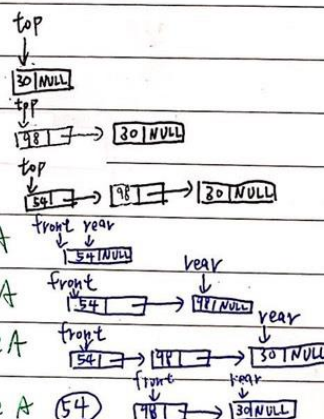 top
30 NULL
top
98 30 NULL
top
54 98 30 NULL
front rear
A 54 NULL
front rear
A 54 98 NULL
front rear
A 54 98 30 NULL
front rear
A 54 98 30 NULL